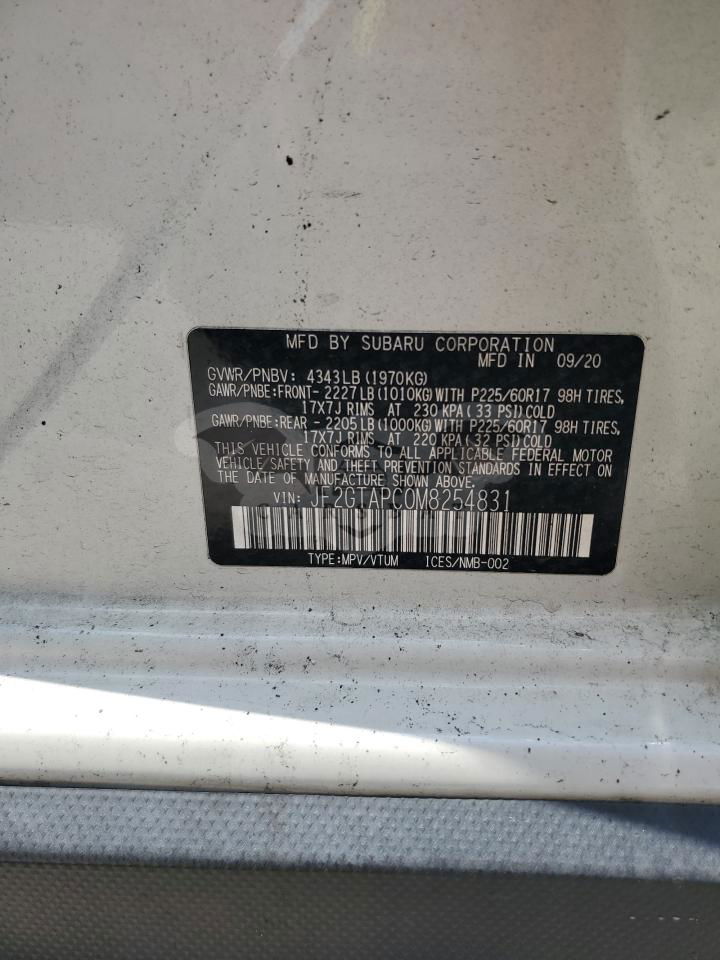 MFD BY SUBARU CORPORATION
MFD IN 09/20
GVWR/PNBV: 4343LB(1970KG)
GAWR/PNBE:FRONT- 2227LB(1010KG)WITH P225/60R17 98H TIRES,
17X7J RIMS AT 230 KPA( 33 PSI)COLD
GAWR/PNBE:REAR - 2205LB(1000KG)WITH P225/60R17 98H TIRES,
17X7J RIMS AT 220 KPA(32 PSI)COLD
THIS VEHICLE CONFORMS TO ALL APPLICABLE FEDERAL MOTOR
VEHICLE SAFETY AND THEFT PREVENTION STANDARDS IN EFFECT ON
THE DATE OF MANUFACTURE SHOWN ABOVE.
VIN: JF2GTAPC0M8254831
TYPE:MPV/VTUM ICES/NMB-002